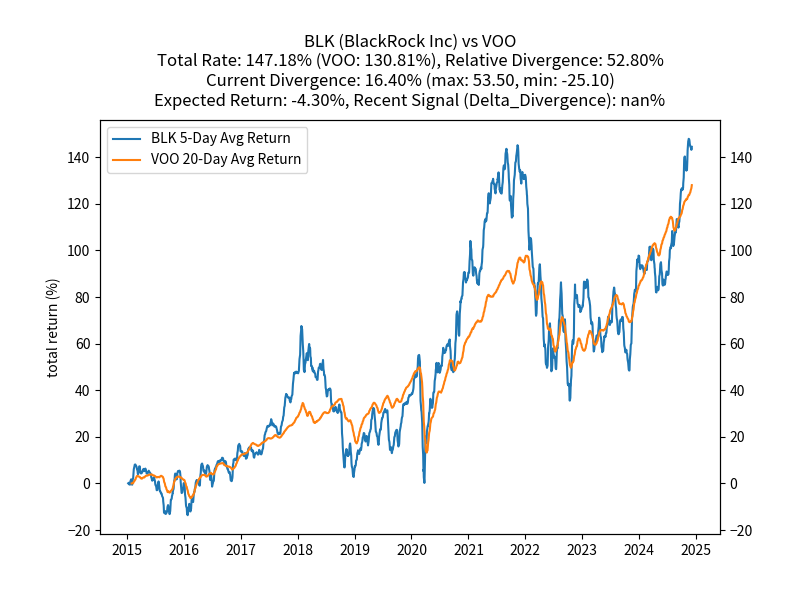 BLK (BlackRock Inc) vs VOO
Total Rate: 147.18% (VOO: 130.81%), Relative Divergence: 52.80%
Current Divergence: 16.40% (max: 53.50, min: -25.10)
Expected Return: -4.30%, Recent Signal (Delta_Divergence): nan%
BLK 5-Day Avg Return
VOO 20-Day Avg Return
total return (%)
140
120
100
80
60
40
20
0
−20
140
120
100
80
60
40
20
0
−20
2015 2016 2017 2018 2019 2020 2021 2022 2023 2024 2025